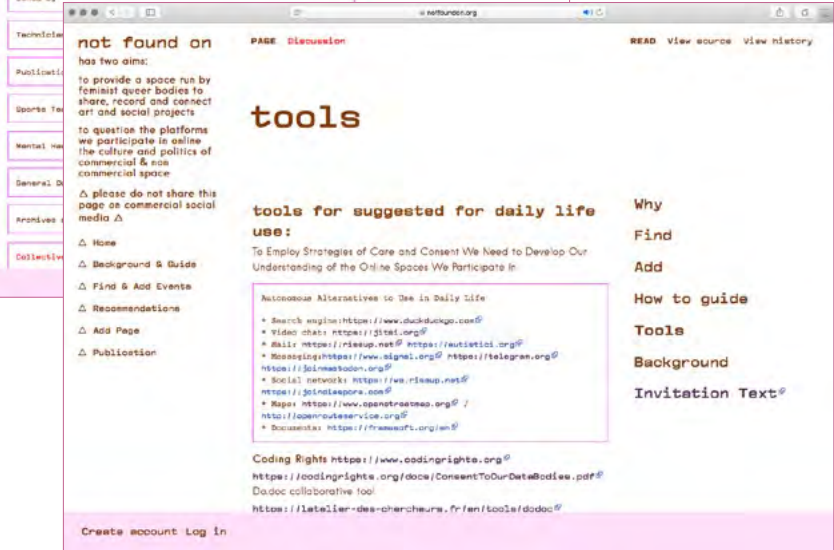 Technicia
Publicati
Sports Te
Mental Hea
General D
Archives
Collective
notfoundon.org
not found on
has two aims:
to provide a space run by
feminist queer bodies to
share, record and connect
art and social projects
to question the platforms
we participate in online
the culture and politics of
commercial & non
commercial space
△ please do not share this
page on commercial social
media △
△ Home
△ Background & Guide
△ Find & Add Events
△ Recommendations
△ Add Page
△ Publication
PAGE Discussion
READ View source View history
tools
tools for suggested for daily life
use:
To Employ Strategies of Care and Consent We Need to Develop Our
Understanding of the Online Spaces We Participate In
Autonomous Alternatives to Use in Daily Life
* Search engine:https://www.duckduckgo.com
* Video chat: https://jitsi.org
* Mail: https://riseup.net https://autistici.org
* Messaging:https://www.signal.org https://telegram.org
https://joinmastodon.org
* Social network: https://we.riseup.net
https://joindiaspora.com
* Maps: https://www.openstreetmap.org /
http://openrouteservice.org
* Documents: https://framasoft.org/en
Coding Rights https://www.codingrights.org
https://codingrights.org/docs/ConsentToOurDataBodies.pdf
Da.doc collaborative tool
https://latelier-des-chercheurs.fr/en/tools/dodoc
Why
Find
Add
How to guide
Tools
Background
Invitation Text
Create account Log in